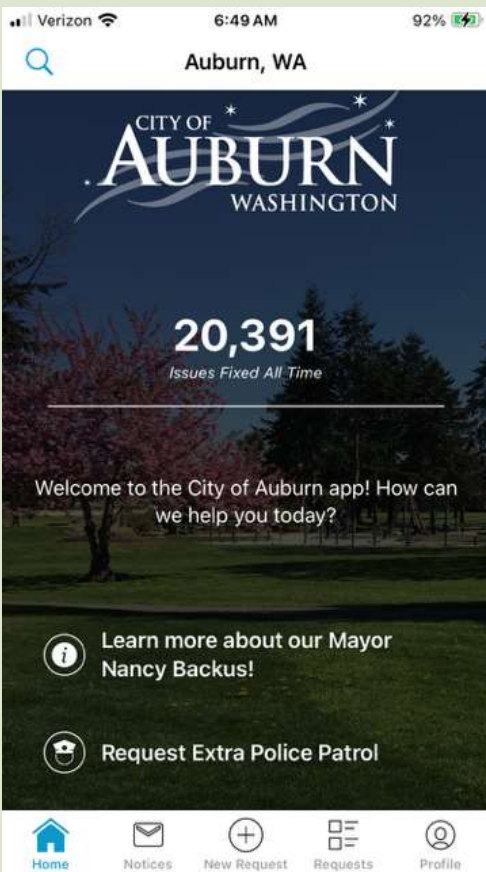 Verizon 6:49 AM 92%
Auburn, WA
CITY OF
AUBURN
WASHINGTON
20,391
Issues Fixed All Time
Welcome to the City of Auburn app! How can
we help you today?
Learn more about our Mayor
Nancy Backus!
Request Extra Police Patrol
Home Notices New Request Requests Profile